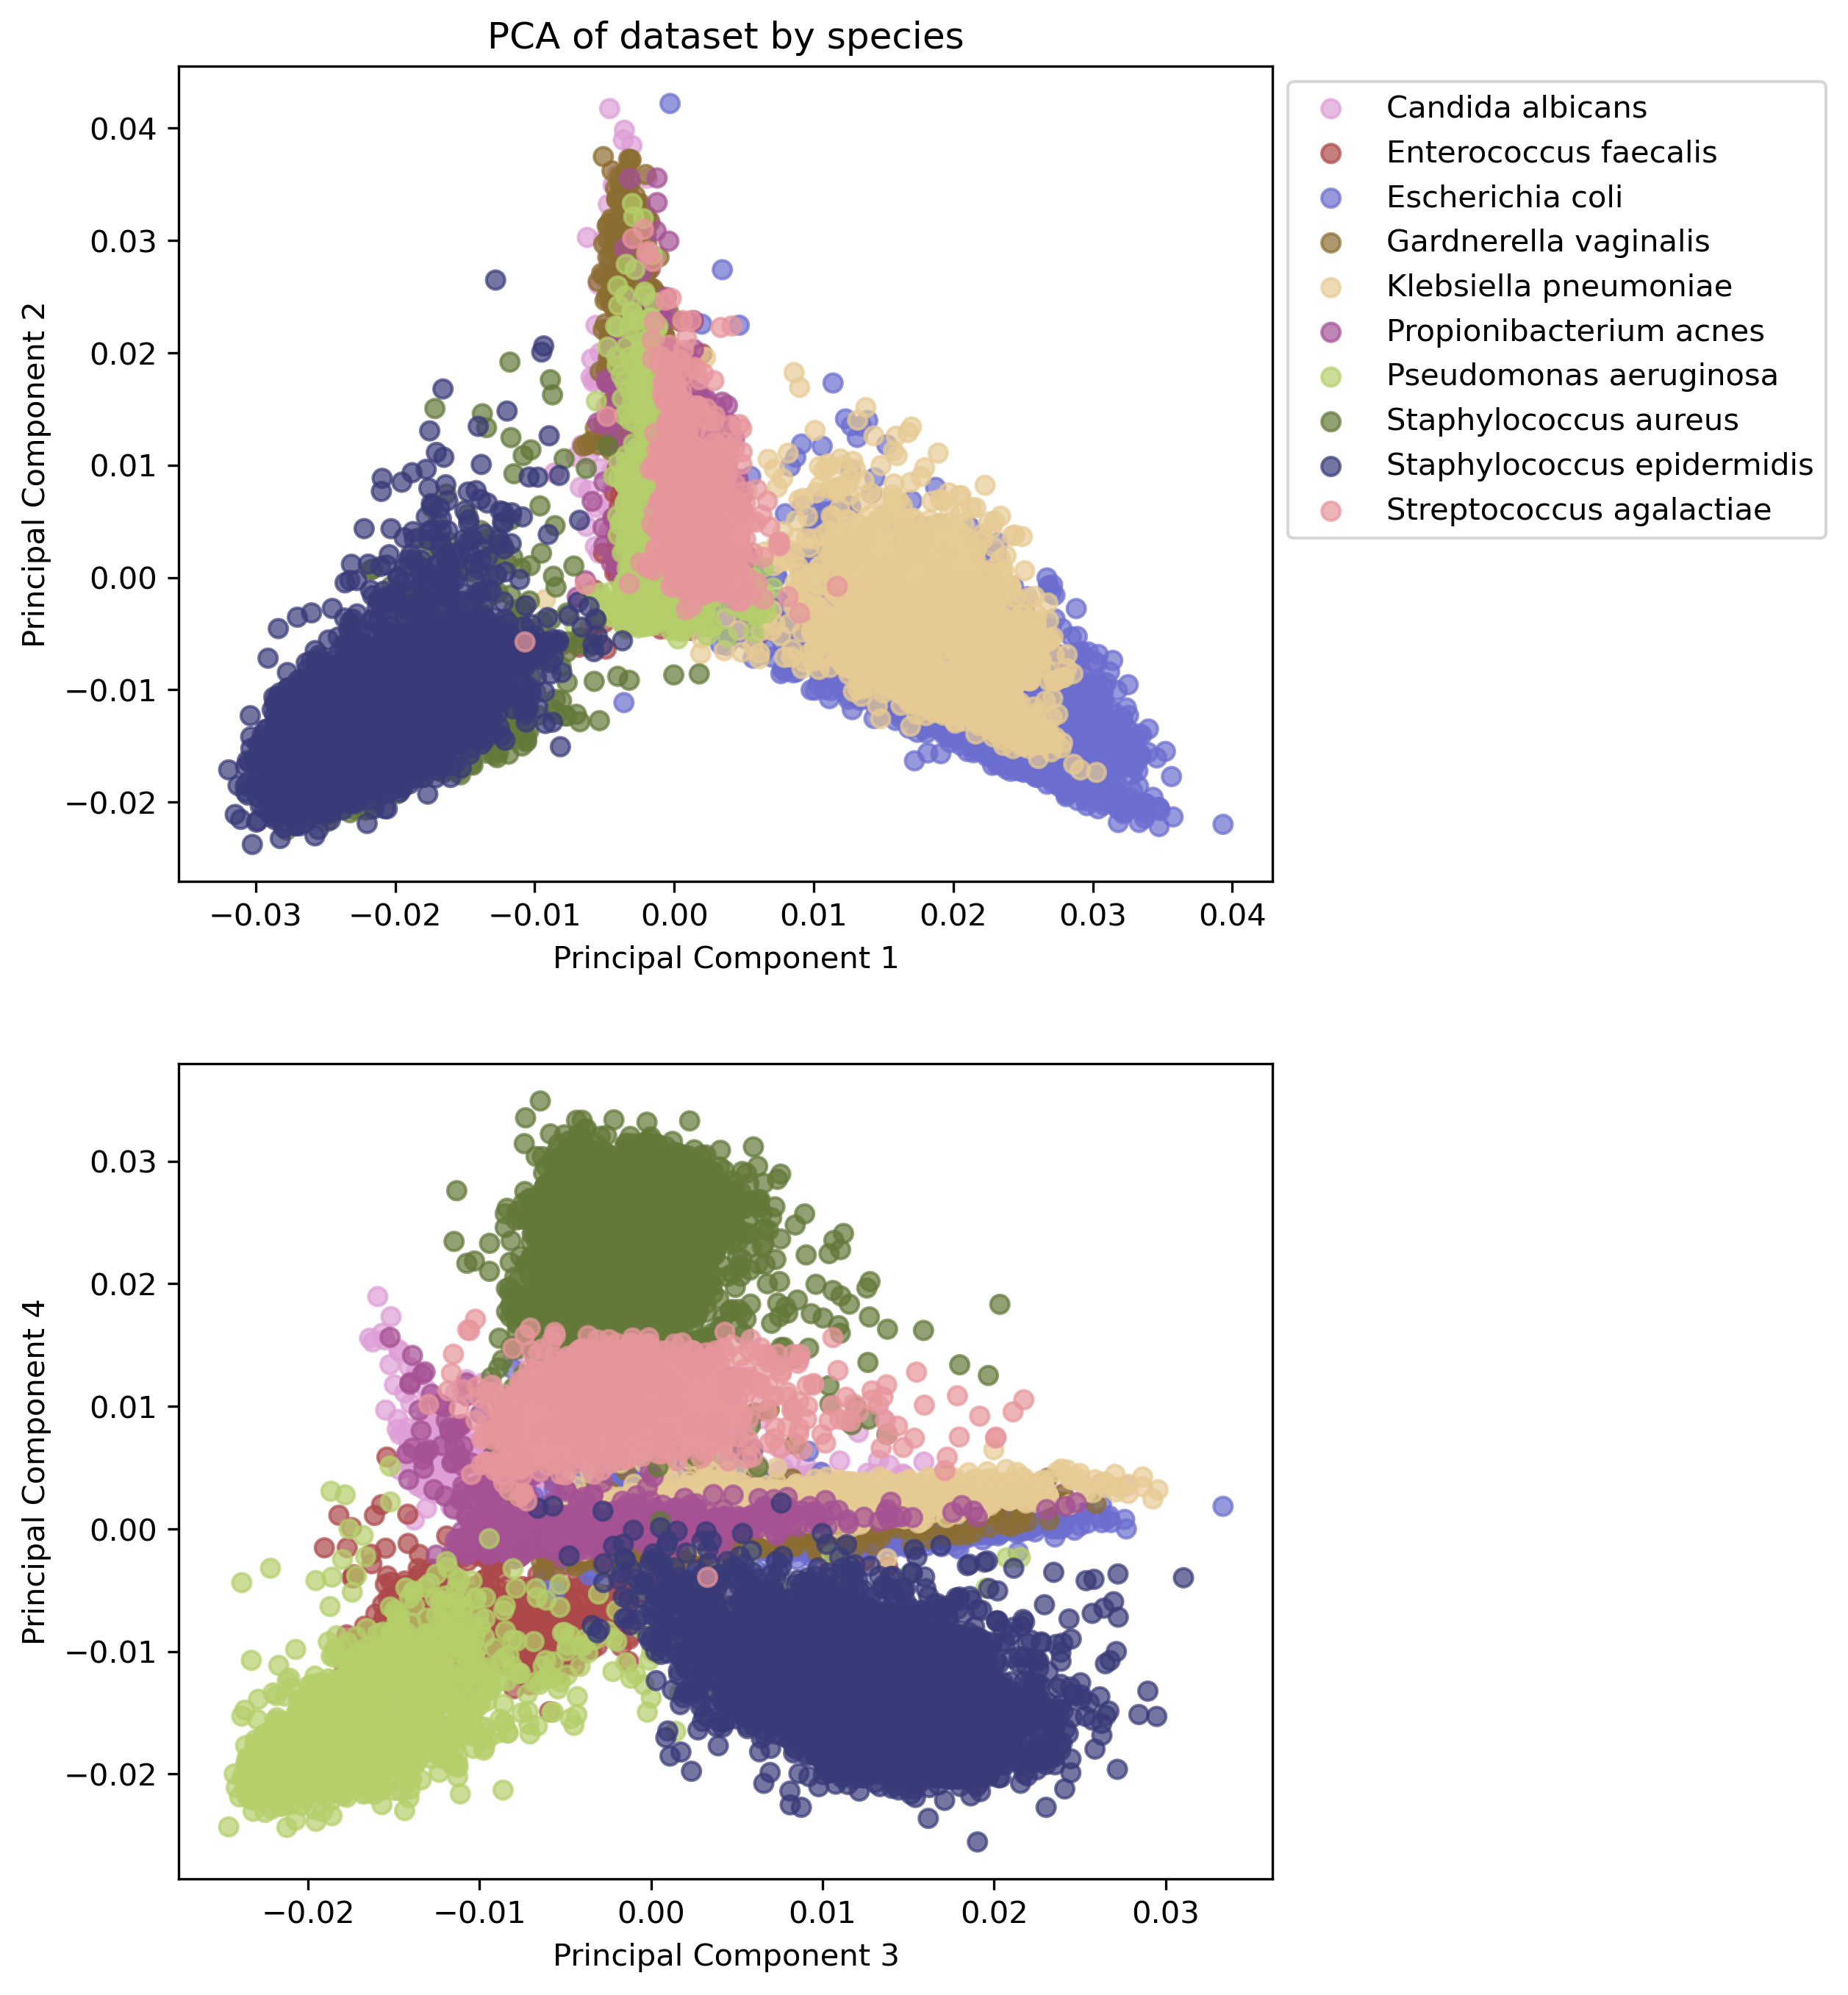 PCA of dataset by species
Principal Component 2
0.04
0.03
0.02
0.01
0.00
−0.01
−0.02
−0.03
−0.02
−0.01
0.00
0.01
0.02
0.03
0.04
Principal Component 1
Candida albicans
Enterococcus faecalis
Escherichia coli
Gardnerella vaginalis
Klebsiella pneumoniae
Propionibacterium acnes
Pseudomonas aeruginosa
Staphylococcus aureus
Staphylococcus epidermidis
Streptococcus agalactiae
Principal Component 4
0.03
0.02
0.01
0.00
−0.01
−0.02
−0.02
−0.01
0.00
0.01
0.02
0.03
Principal Component 3